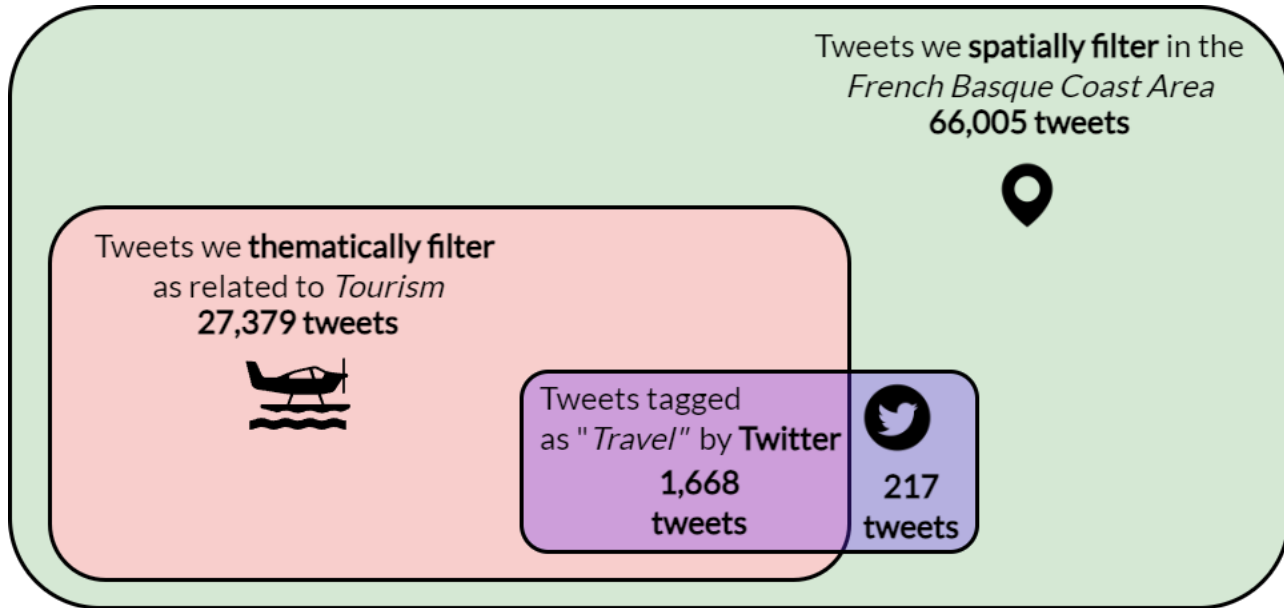 Tweets we spatially filter in the
French Basque Coast Area
66,005 tweets
Tweets we thematically filter
as related to Tourism
27,379 tweets
Tweets tagged
as "Travel" by Twitter
1,668
tweets
217
tweets